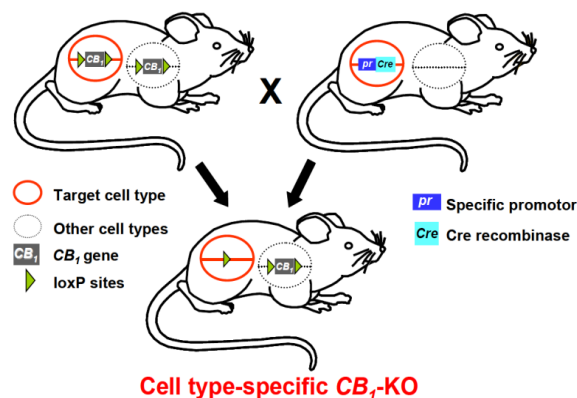 CB1
CB1
X
pr Cre
Target cell type
Other cell types
CB1 CB1 gene
loxP sites
pr Specific promotor
Cre Cre recombinase
CB1
Cell type-specific CB1-KO